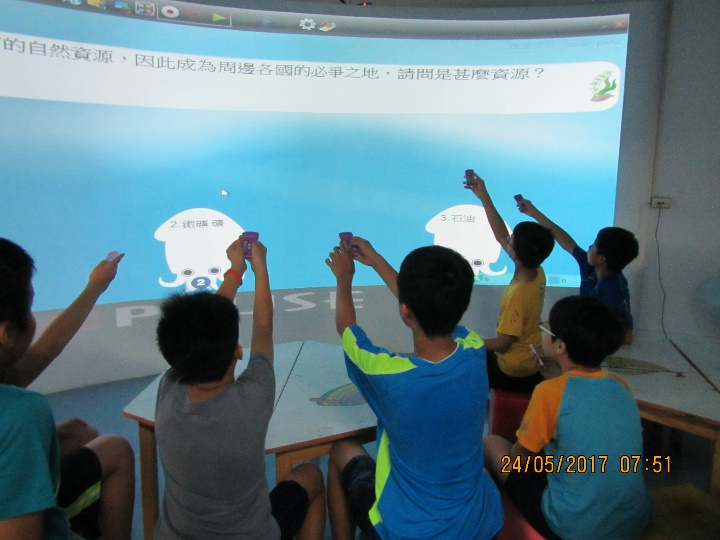 的自然資源，因此成為周邊各國的必爭之地，請問是甚麼資源？
2.鐵礦 礦
3.石油
2
24/05/2017 07:51